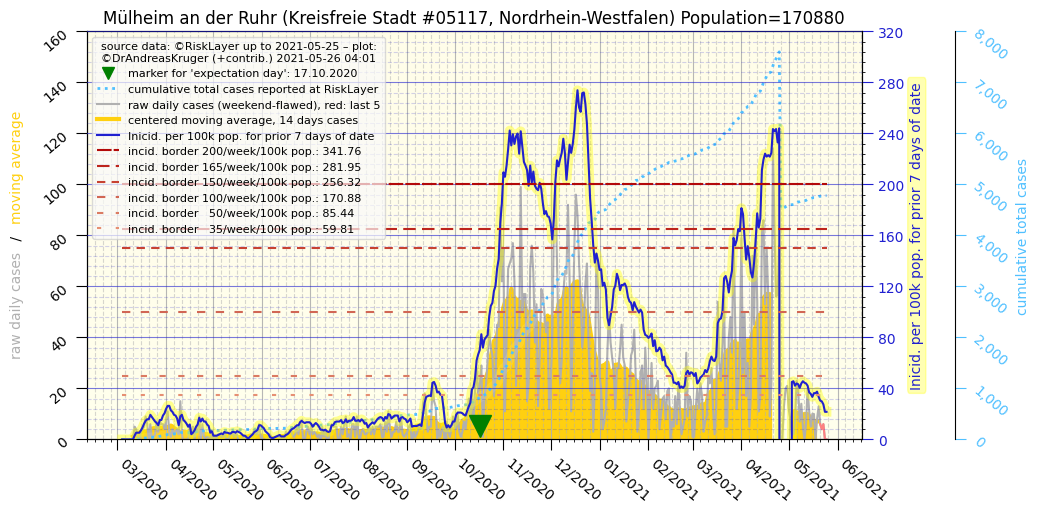 Mülheim an der Ruhr (Kreisfreie Stadt #05117, Nordrhein-Westfalen) Population=170880
source data: ©RiskLayer up to 2021-05-25 – plot:
©DrAndreasKruger (+contrib.) 2021-05-26 04:01
marker for 'expectation day': 17.10.2020
cumulative total cases reported at RiskLayer
raw daily cases (weekend-flawed), red: last 5
centered moving average, 14 days cases
Inicid. per 100k pop. for prior 7 days of date
incid. border 200/week/100k pop.: 341.76
incid. border 165/week/100k pop.: 281.95
incid. border 150/week/100k pop.: 256.32
incid. border 100/week/100k pop.: 170.88
incid. border 50/week/100k pop.: 85.44
incid. border 35/week/100k pop.: 59.81
raw daily cases / moving average
160
140
120
100
80
60
40
20
0
03/2020
04/2020
05/2020
06/2020
07/2020
08/2020
09/2020
10/2020
11/2020
12/2020
01/2021
02/2021
03/2021
04/2021
05/2021
06/2021
320
280
240
200
160
120
80
40
0
Inicid. per 100k pop. for prior 7 days of date
8,000
7,000
6,000
5,000
4,000
3,000
2,000
1,000
0
cumulative total cases